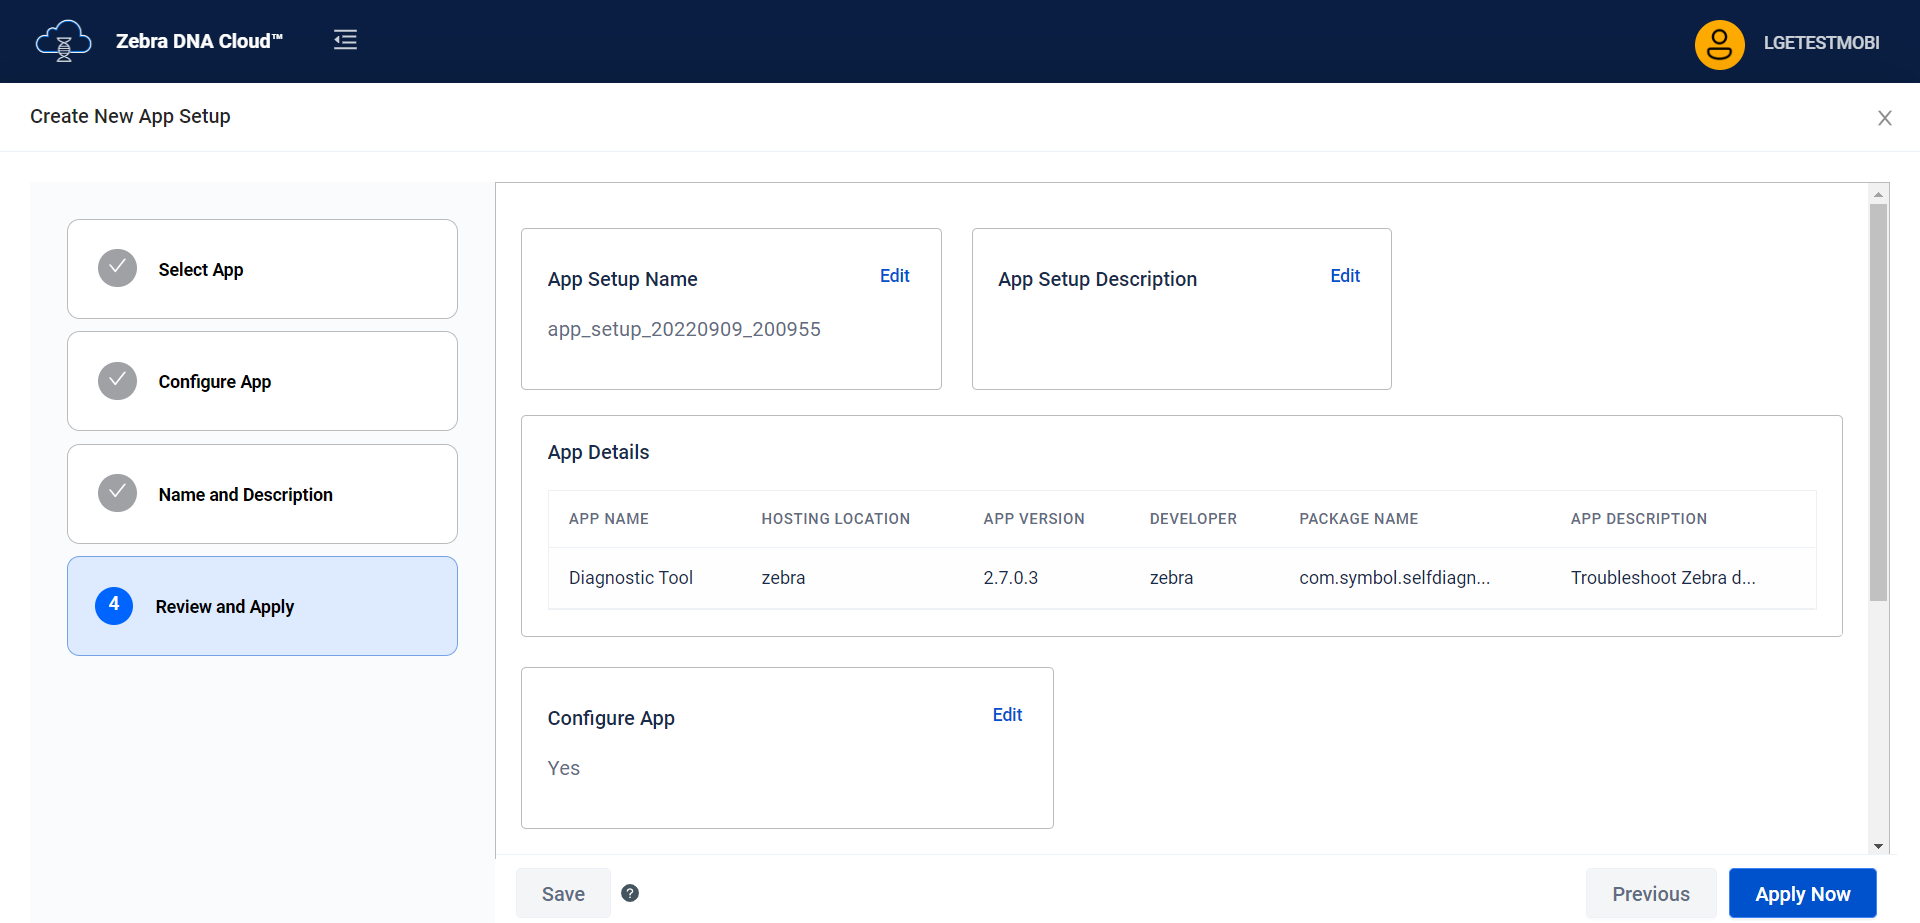 Zebra DNA Cloud™
LGETESTMOBI
Create New App Setup
Select App
Configure App
Name and Description
4 Review and Apply
App Setup Name Edit
app_setup_20220909_200955
App Setup Description Edit
App Details
APP NAME HOSTING LOCATION APP VERSION DEVELOPER PACKAGE NAME APP DESCRIPTION
Diagnostic Tool zebra 2.7.0.3 zebra com.symbol.selfdiagn... Troubleshoot Zebra d...
Configure App Edit
Yes
Save ? Previous Apply Now